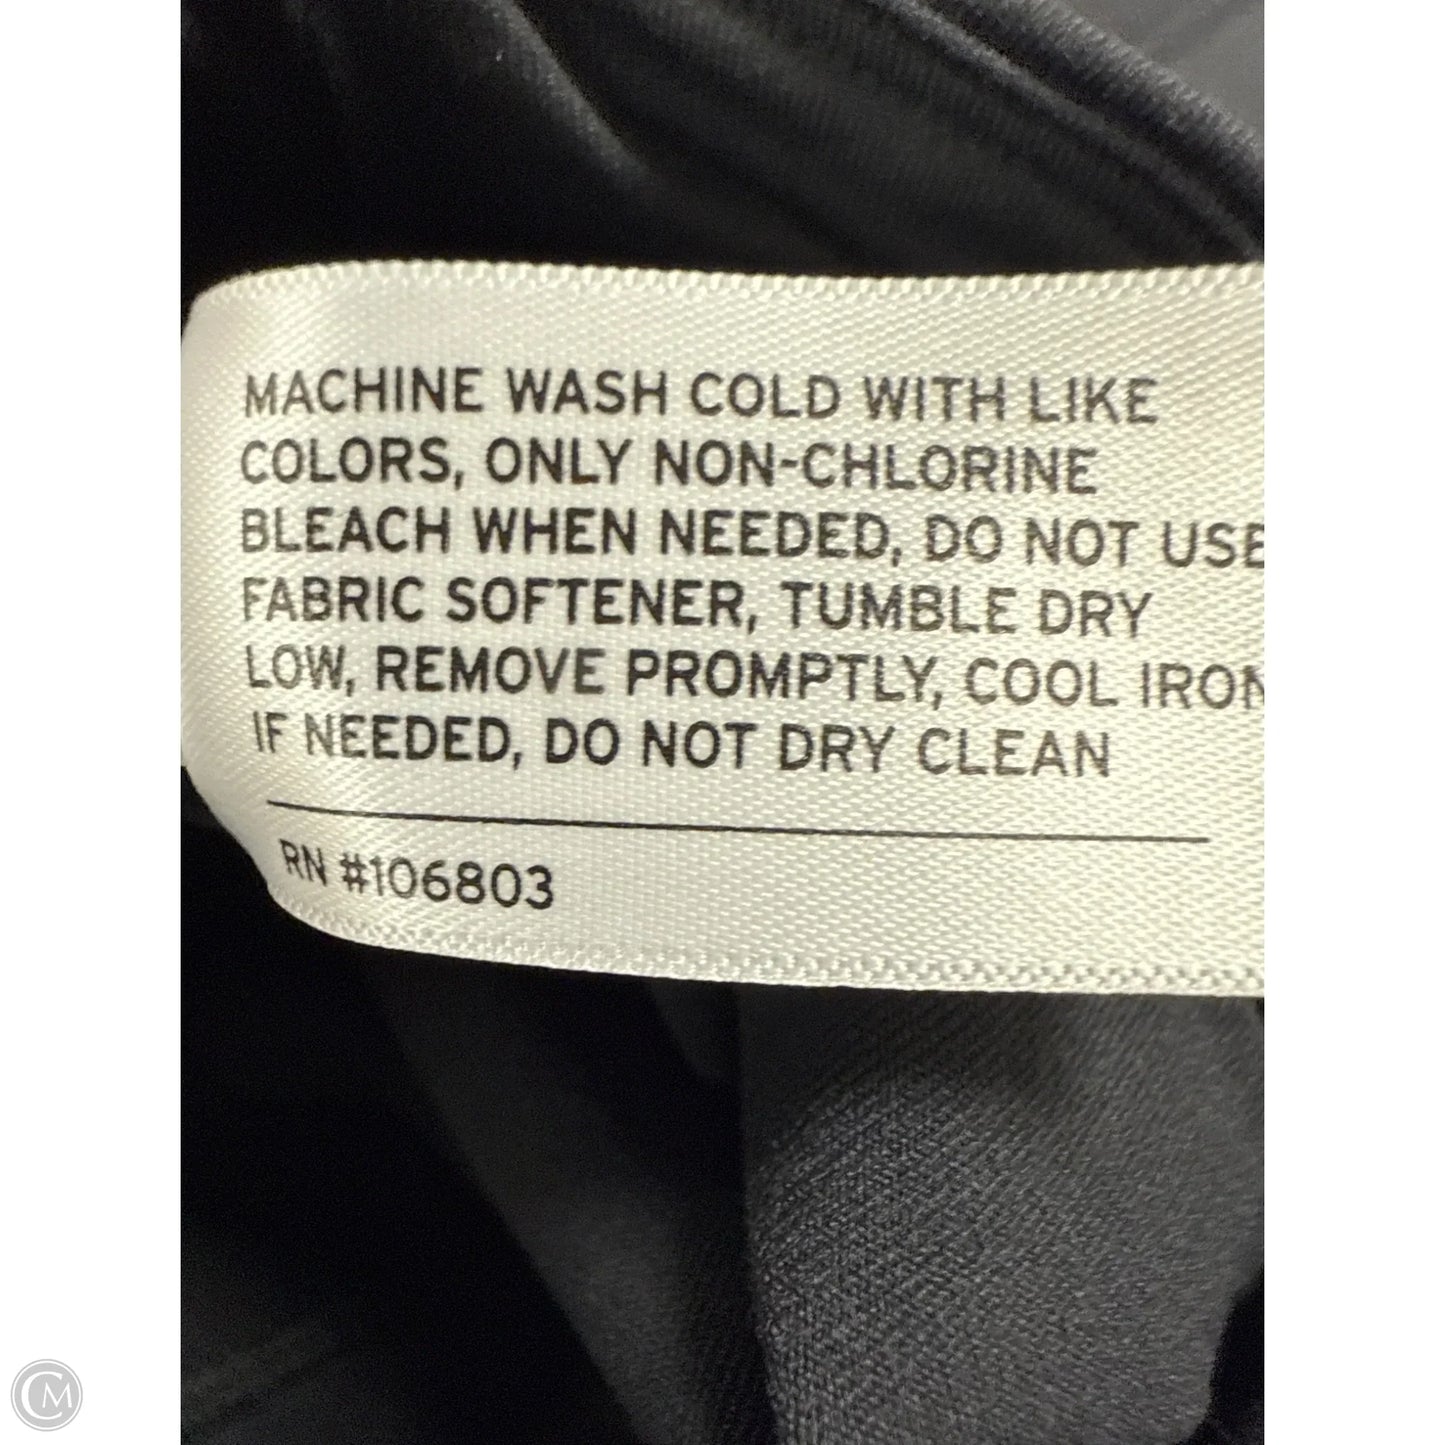 MACHINE WASH COLD WITH LIKE
COLORS, ONLY NON-CHLORINE
BLEACH WHEN NEEDED, DO NOT USE
FABRIC SOFTENER, TUMBLE DRY
LOW, REMOVE PROMPTLY, COOL IRON
IF NEEDED, DO NOT DRY CLEAN
RN #106803
CM